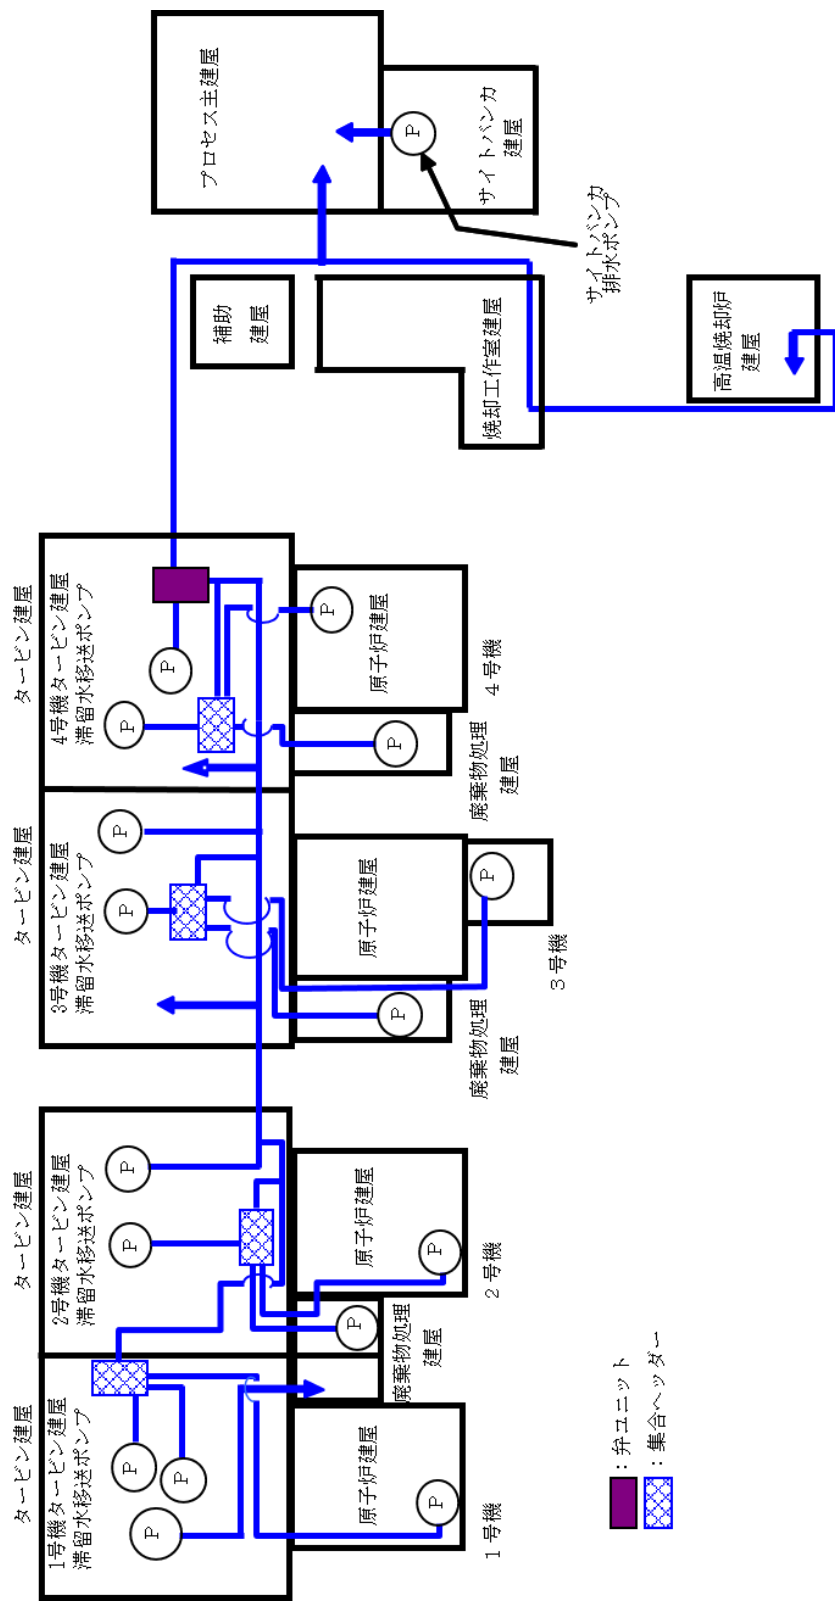 タービン建屋
タービン建屋
タービン建屋
タービン建屋
1号機タービン建屋
滞留水移送ポンプ
2号機タービン建屋
滞留水移送ポンプ
3号機タービン建屋
滞留水移送ポンプ
4号機タービン建屋
滞留水移送ポンプ
P
P
P
P
P
P
P
P
P
プロセス主建屋
補助
建屋
原子炉建屋
P
P
原子炉建屋
P
P
原子炉建屋
P
P
原子炉建屋
P
P
サイトバンカ
建屋
廃棄物処理
建屋
廃棄物処理
建屋
廃棄物処理
建屋
焼却工作室建屋
1号機
2号機
3号機
4号機
サイトバンカ
排水ポンプ
：弁ユニット
：集合ヘッダー
高温焼却炉
建屋